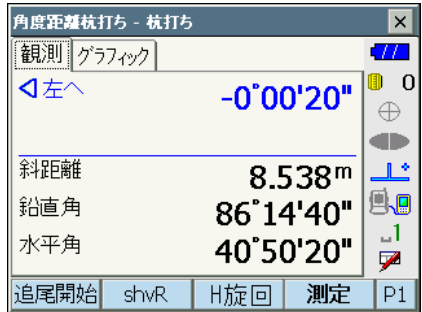 角度距離杭打ち - 杭打ち
観測 グラフィック
左へ -0°00'20" 0
斜距離 8.538m
鉛直角 86°14'40"
水平角 40°50'20" 1
追尾開始 shvR H旋回 測定 P1